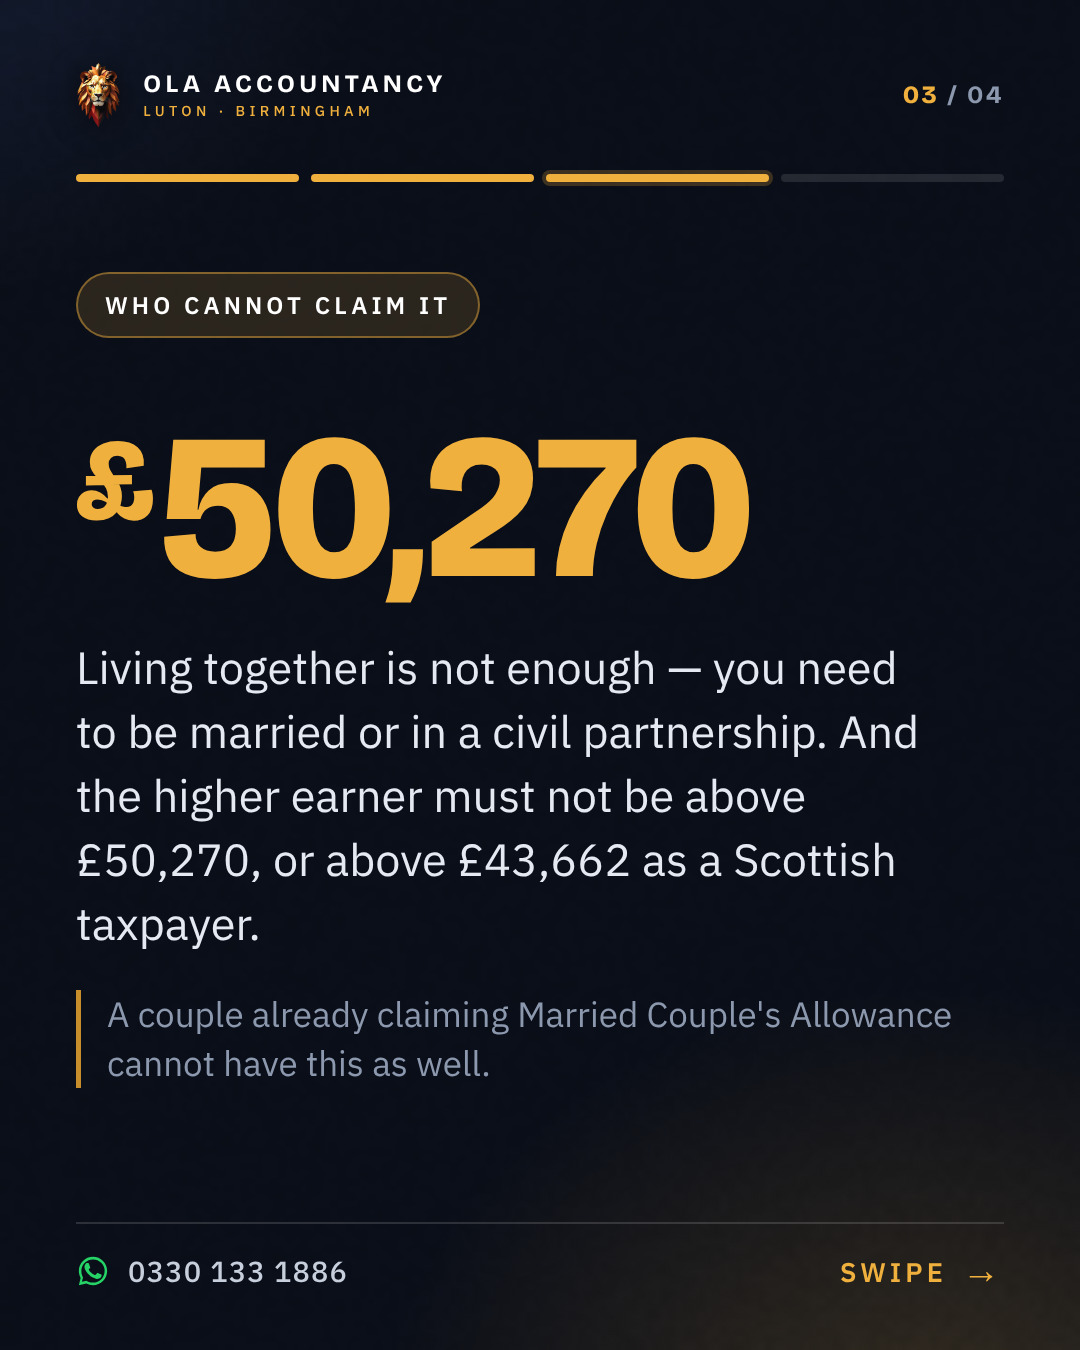 OLA ACCOUNTANCY
LUTON · BIRMINGHAM
03 / 04
WHO CANNOT CLAIM IT
£50,270
Living together is not enough — you need
to be married or in a civil partnership. And
the higher earner must not be above
£50,270, or above £43,662 as a Scottish
taxpayer.
A couple already claiming Married Couple's Allowance
cannot have this as well.
0330 133 1886
SWIPE →